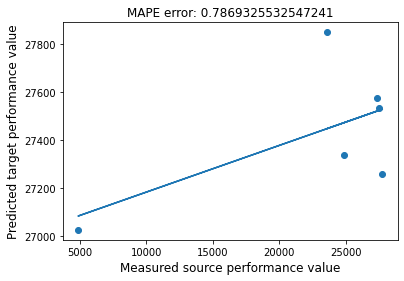 MAPE error: 0.7869325532547241
Predicted target performance value
27800
27600
27400
27200
27000
5000 10000 15000 20000 25000
Measured source performance value